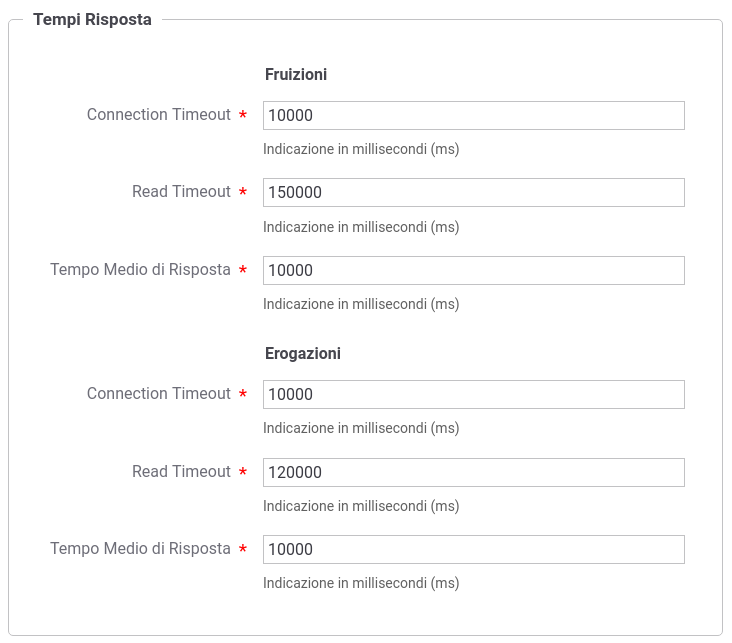 Tempi Risposta
Fruizioni
Connection Timeout * 10000
Indicazione in millisecondi (ms)
Read Timeout * 150000
Indicazione in millisecondi (ms)
Tempo Medio di Risposta * 10000
Indicazione in millisecondi (ms)
Erogazioni
Connection Timeout * 10000
Indicazione in millisecondi (ms)
Read Timeout * 120000
Indicazione in millisecondi (ms)
Tempo Medio di Risposta * 10000
Indicazione in millisecondi (ms)